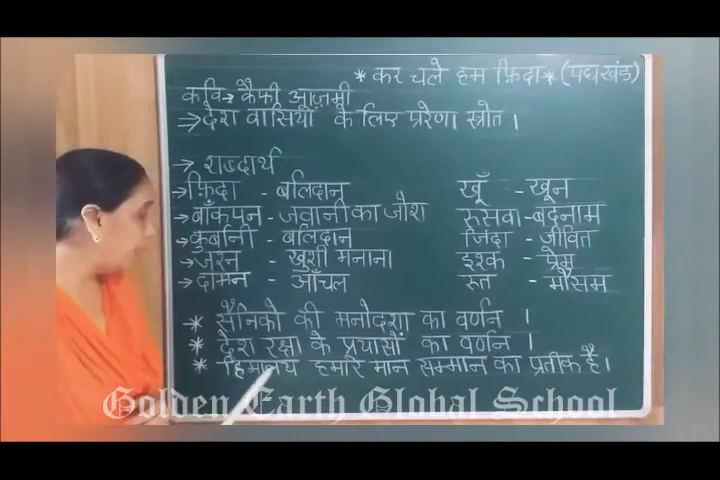 * कर चले हम फ़िदा * (पद्यखंड)
कवि → कैफी आज़मी
⇒ देश वासियों के लिए प्ररेणा स्त्रोत ।
→ शब्दार्थ
→ फ़िदा - बलिदान खूँ - खून
→ बाँकपन - जवानी का जोश रुसवा - बदनाम
→ कुर्बानी - बलिदान जिंदा - जीवित
→ जश्न - खुशी मनाना इश्क - प्रेम
→ दामन - आँचल रुत - मौसम
* सैनिको की मनोदशा का वर्णन ।
* देश रक्षा के प्रयासों का वर्णन ।
* हिमालय हमारे मान सम्मान का प्रतीक है ।
Golden Earth Global School